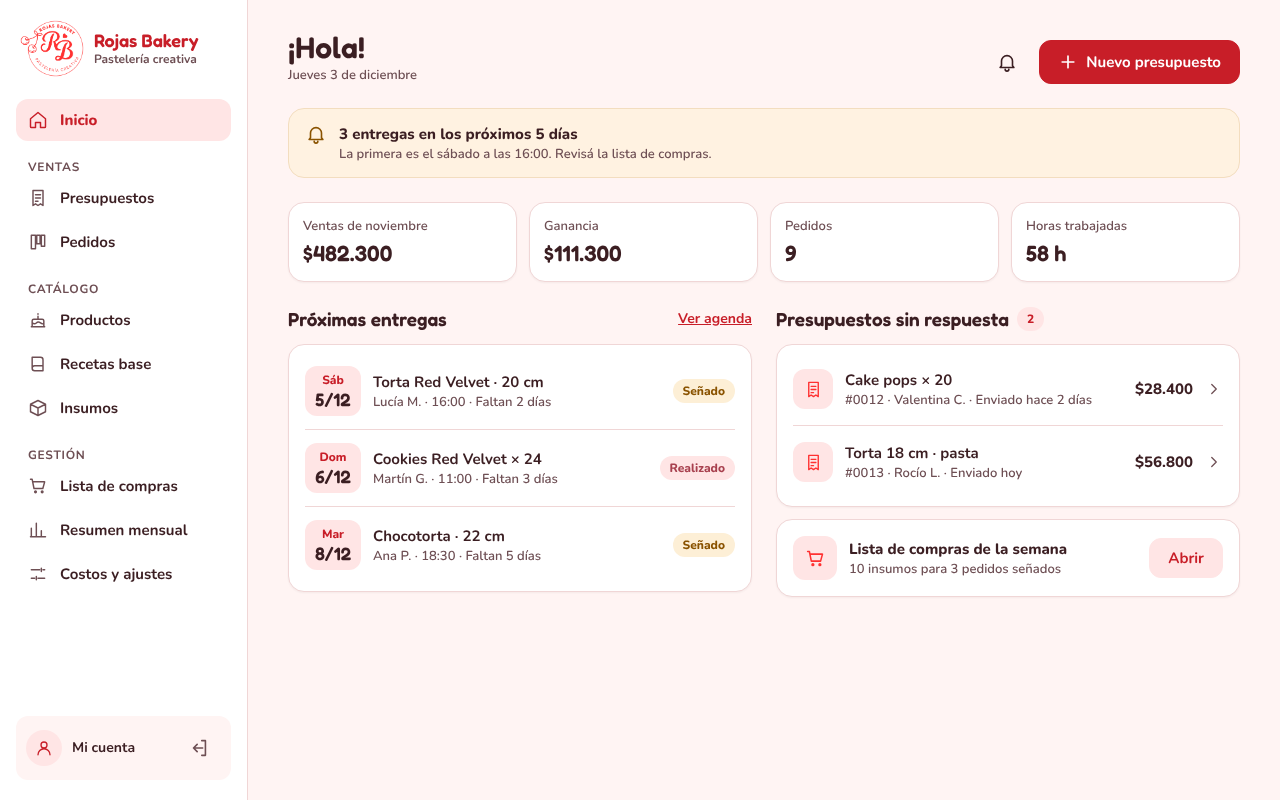 ROJAS BAKERY
RB
PASTELERÍA CREATIVA
Rojas Bakery
Pastelería creativa
Inicio
VENTAS
Presupuestos
Pedidos
CATÁLOGO
Productos
Recetas base
Insumos
GESTIÓN
Lista de compras
Resumen mensual
Costos y ajustes
Mi cuenta
¡Hola!
Jueves 3 de diciembre
Nuevo presupuesto
3 entregas en los próximos 5 días
La primera es el sábado a las 16:00. Revisá la lista de compras.
Ventas de noviembre
$482.300
Ganancia
$111.300
Pedidos
9
Horas trabajadas
58 h
Próximas entregas
Ver agenda
Sáb
5/12
Torta Red Velvet · 20 cm
Lucía M. · 16:00 · Faltan 2 días
Señado
Dom
6/12
Cookies Red Velvet × 24
Martín G. · 11:00 · Faltan 3 días
Realizado
Mar
8/12
Chocotorta · 22 cm
Ana P. · 18:30 · Faltan 5 días
Señado
Presupuestos sin respuesta 2
Cake pops × 20
#0012 · Valentina C. · Enviado hace 2 días
$28.400
Torta 18 cm · pasta
#0013 · Rocío L. · Enviado hoy
$56.800
Lista de compras de la semana
10 insumos para 3 pedidos señados
Abrir